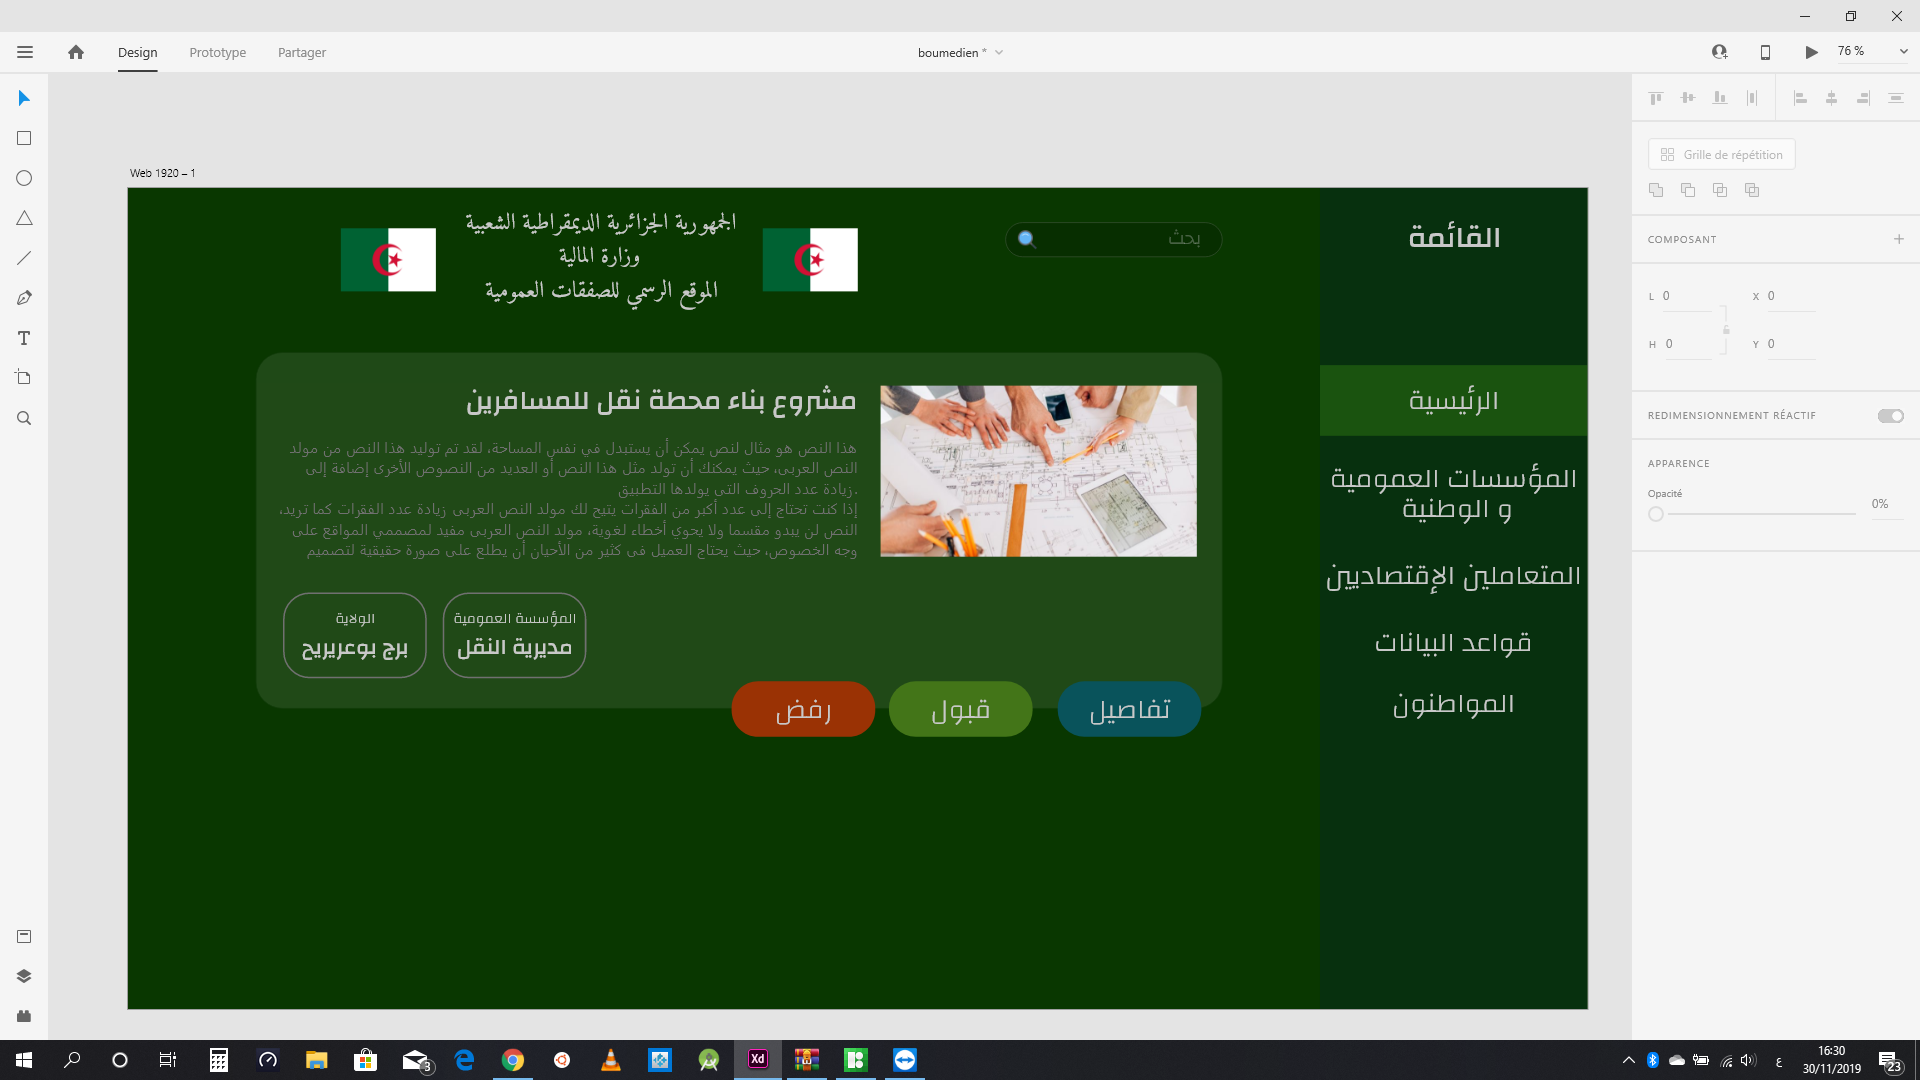 Design
Prototype
Partager
boumedien *
76 %
Web 1920 – 1
الجمهورية الجزائرية الديمقراطية الشعبية
وزارة المالية
الموقع الرسمي للصفقات العمومية
بحث
القائمة
الرئيسية
المؤسسات العمومية
و الوطنية
المتعاملين الإقتصاديين
قواعد البيانات
المواطنون
مشروع بناء محطة نقل للمسافرين
هذا النص هو مثال لنص يمكن أن يستبدل في نفس المساحة، لقد تم توليد هذا النص من مولد
النص العربى، حيث يمكنك أن تولد مثل هذا النص أو العديد من النصوص الأخرى إضافة إلى
.زيادة عدد الحروف التى يولدها التطبيق
إذا كنت تحتاج إلى عدد أكبر من الفقرات يتيح لك مولد النص العربى زيادة عدد الفقرات كما تريد،
النص لن يبدو مقسما ولا يحوي أخطاء لغوية، مولد النص العربى مفيد لمصممي المواقع على
وجه الخصوص، حيث يحتاج العميل فى كثير من الأحيان أن يطلع على صورة حقيقية لتصميم
المؤسسة العمومية
مديرية النقل
الولاية
برج بوعريريج
تفاصيل
قبول
رفض
Grille de répétition
COMPOSANT
L 0
X 0
H 0
Y 0
REDIMENSIONNEMENT RÉACTIF
APPARENCE
Opacité
0%
3
Xd
ع
16:30
30/11/2019
23